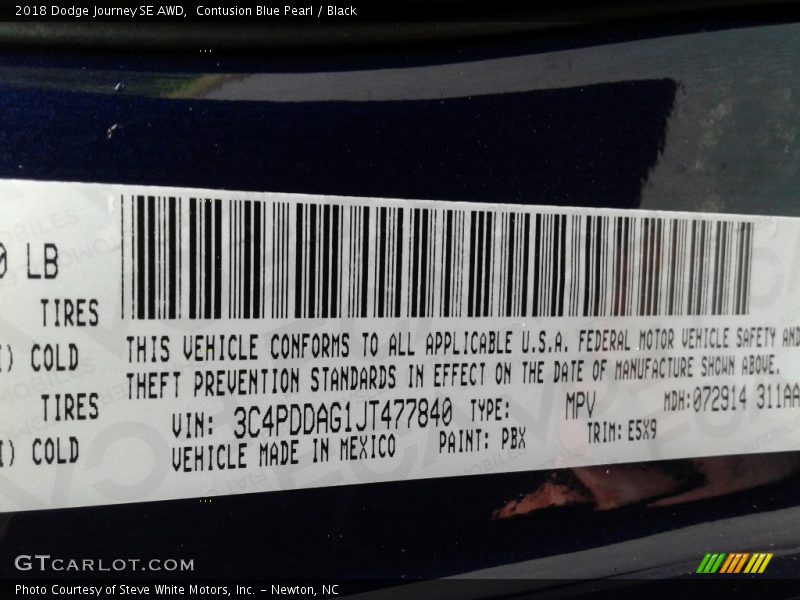 2018 Dodge Journey SE AWD,  Contusion Blue Pearl / Black
0 LB
TIRES
COLD
TIRES
COLD
THIS VEHICLE CONFORMS TO ALL APPLICABLE U.S.A. FEDERAL MOTOR VEHICLE SAFETY AND
THEFT PREVENTION STANDARDS IN EFFECT ON THE DATE OF MANUFACTURE SHOWN ABOVE.
VIN: 3C4PDDAG1JT477840 TYPE: MPV MDH:072914 311AA
VEHICLE MADE IN MEXICO PAINT: PBX TRIM: E5X9
GTCARLOT.COM
Photo Courtesy of Steve White Motors, Inc. – Newton, NC